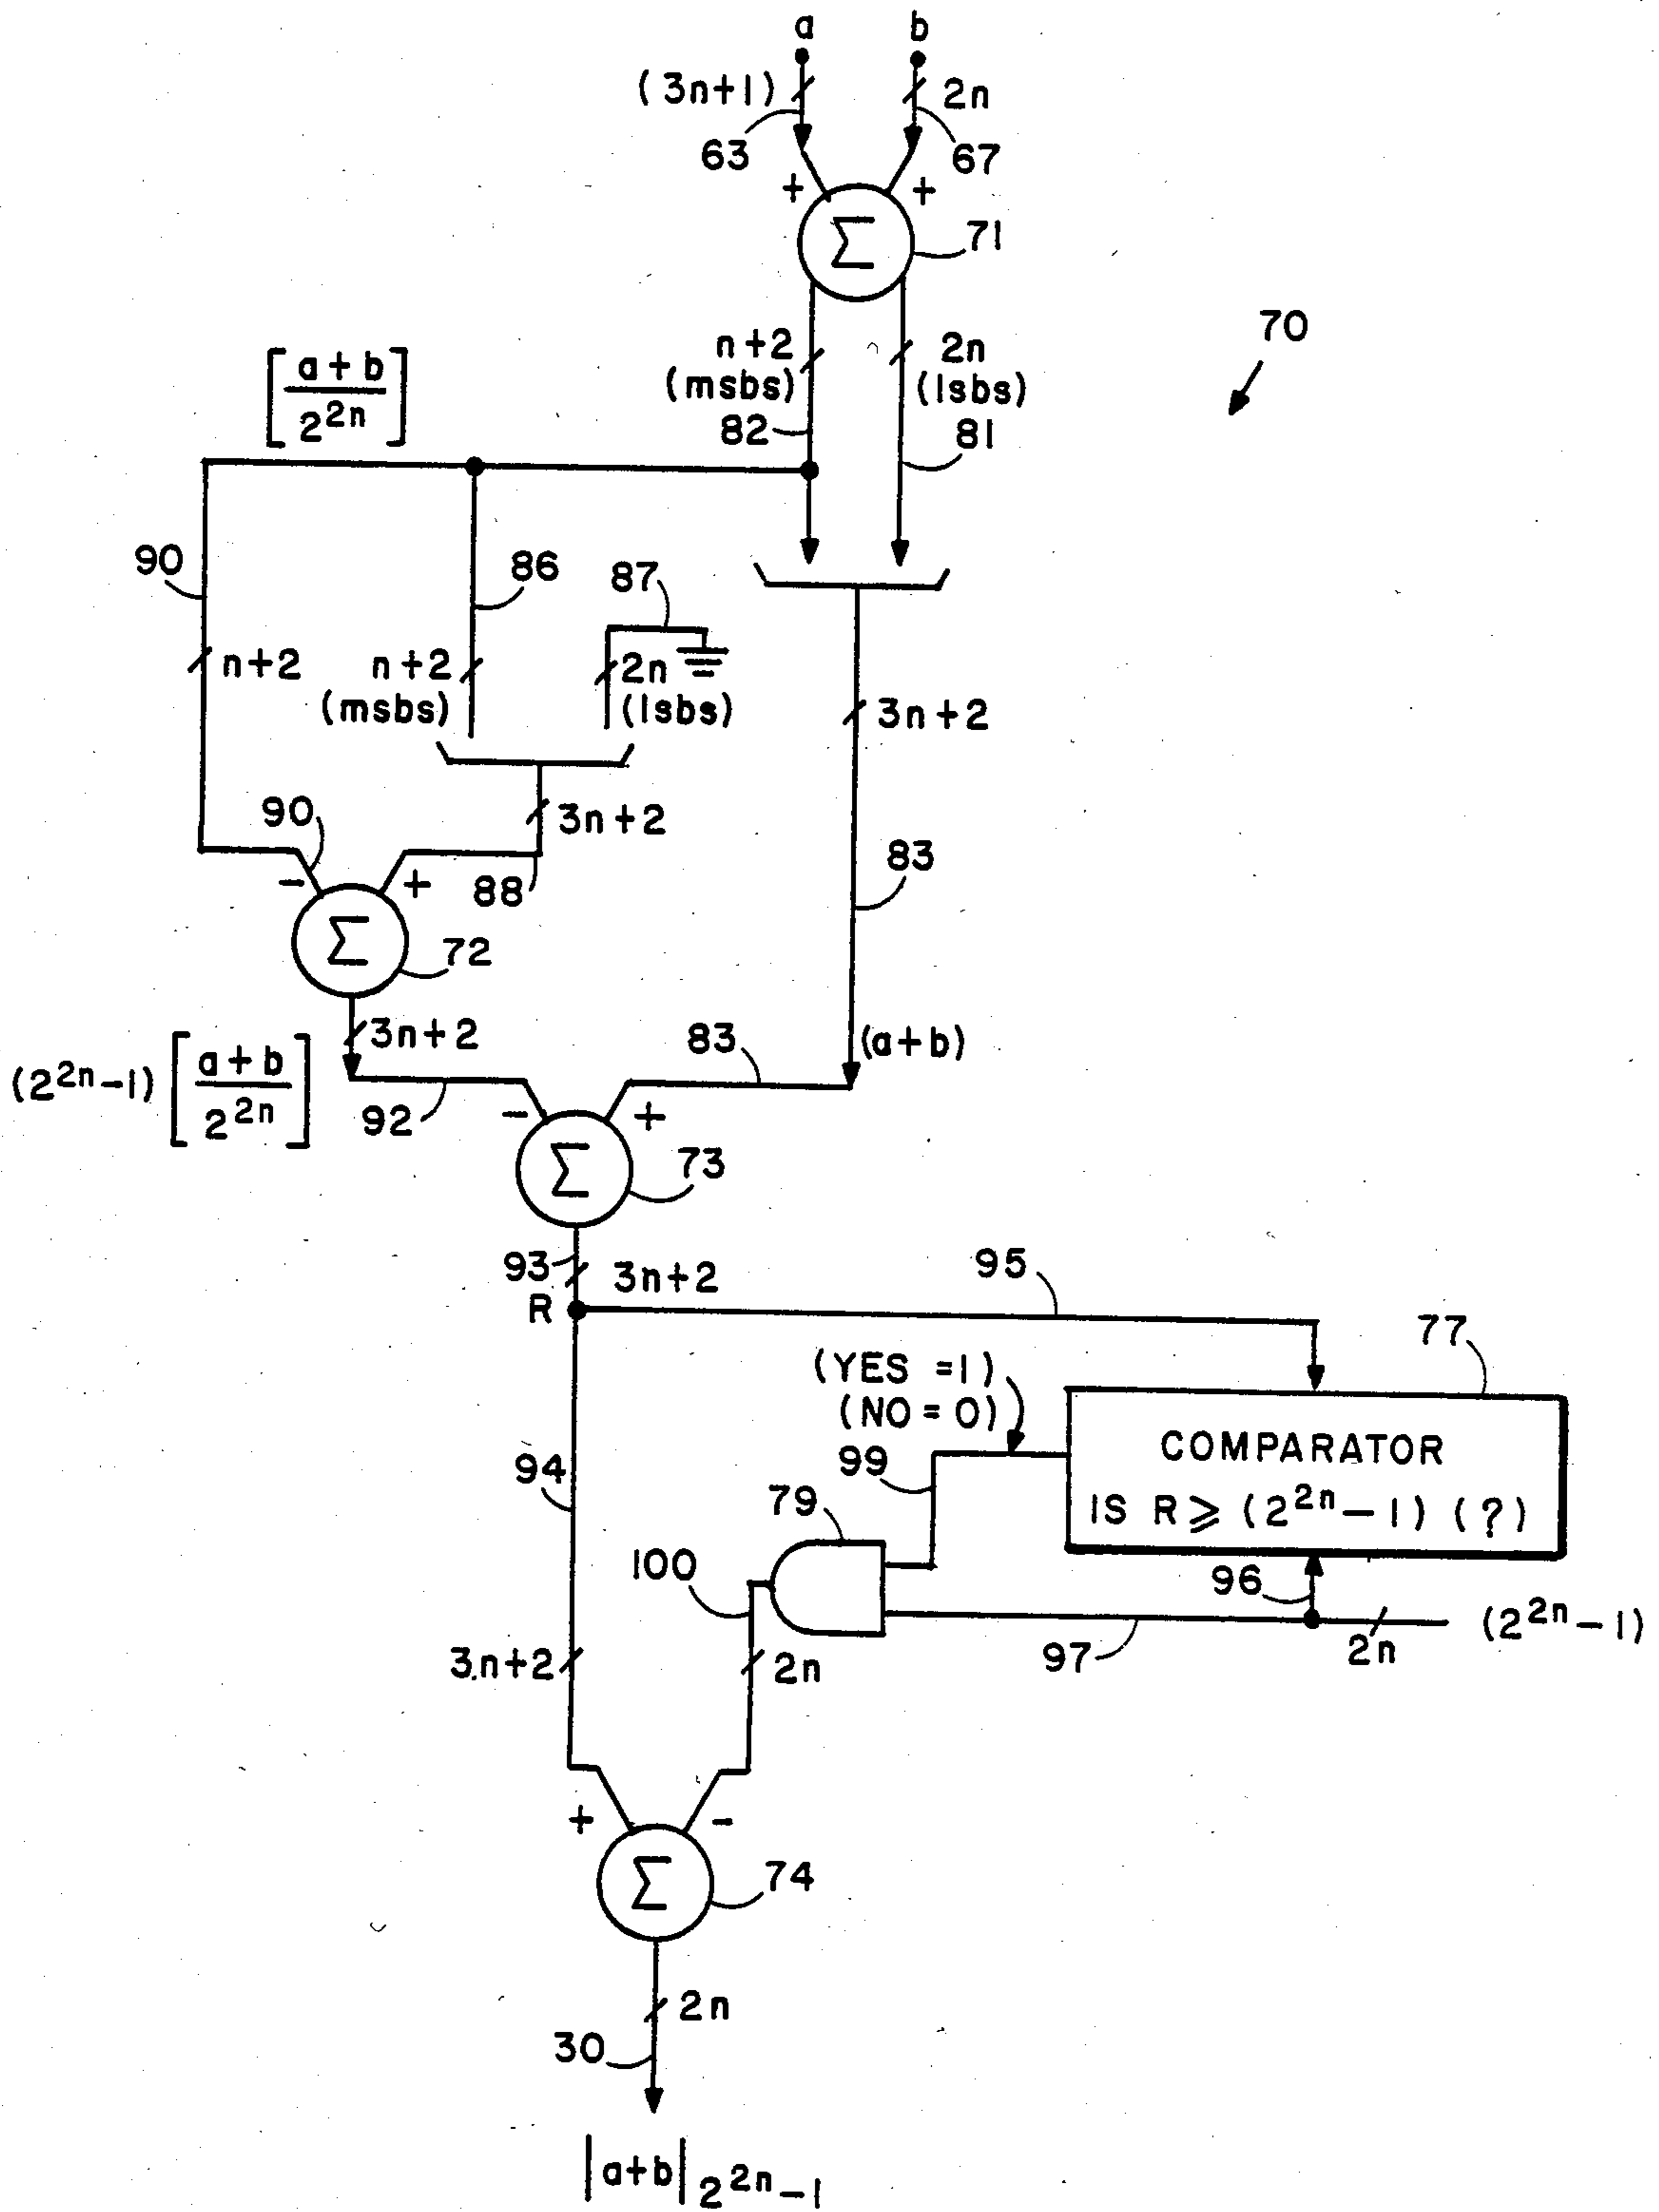 a b
(3n+1) 2n
63 67
+ +
Σ 71
70
n+2 2n
(msbs) (lsbs)
82 81
[a+b / 2^2n]
90 86 87
n+2 n+2 2n
(msbs) (lsbs)
3n+2
90 3n+2
- + 88 83
Σ 72
3n+2 83 (a+b)
(2^2n-1) [a+b / 2^2n] 92
- +
Σ 73
93 3n+2 95
R
77
(YES =1)
(NO = 0)
COMPARATOR
IS R ⩾ (2^2n - 1) (?)
94 99
79
100 96
(2^2n - 1)
97 2n
3n+2 2n
+ -
Σ 74
2n
30
|a+b| 2^2n-1